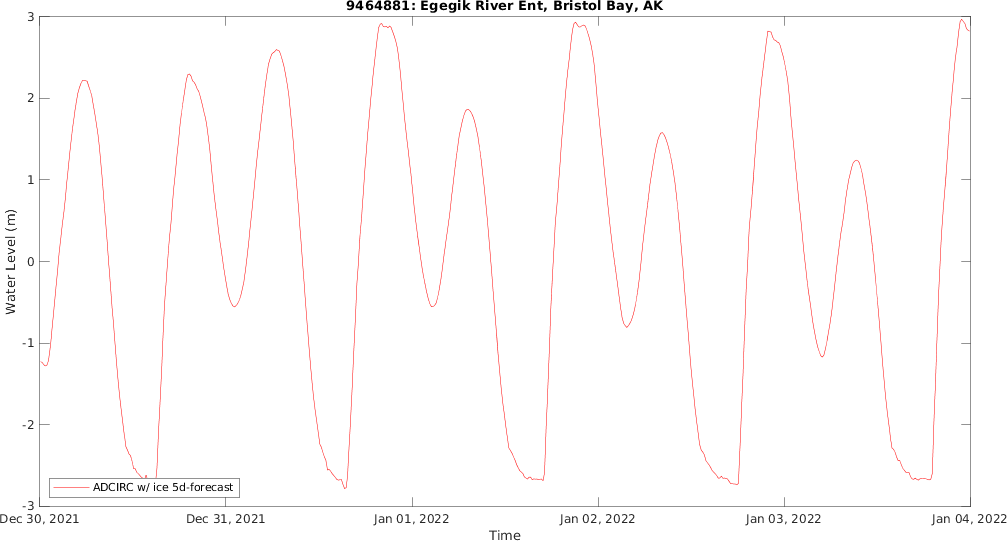 9464881: Egegik River Ent, Bristol Bay, AK
3
2
1
0
-1
-2
-3
Water Level (m)
ADCIRC w/ ice 5d-forecast
Dec 30, 2021 Dec 31, 2021 Jan 01, 2022 Jan 02, 2022 Jan 03, 2022 Jan 04, 2022
Time